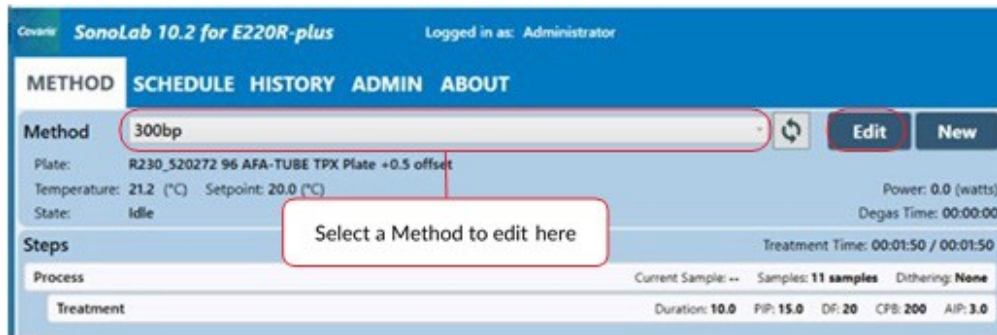 Covaris SonoLab 10.2 for E220R-plus Logged in as: Administrator
METHOD SCHEDULE HISTORY ADMIN ABOUT
Method 300bp Edit New
Plate: R230_520272 96 AFA-TUBE TPX Plate +0.5 offset
Temperature: 21.2 (°C) Setpoint: 20.0 (°C) Power: 0.0 (watts)
State: Idle Degas Time: 00:00:00
Select a Method to edit here
Steps Treatment Time: 00:01:50 / 00:01:50
Process Current Sample: -- Samples: 11 samples Dithering: None
Treatment Duration: 10.0 PIP: 15.0 DF: 20 CPB: 200 AIP: 3.0